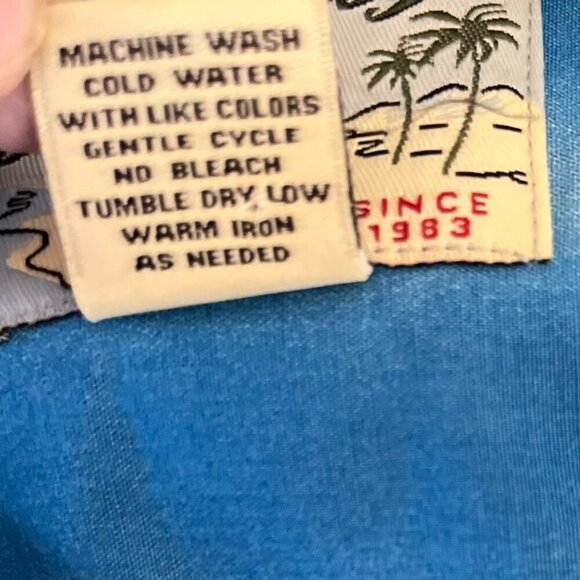 MACHINE WASH
COLD WATER
WITH LIKE COLORS
GENTLE CYCLE
NO BLEACH
TUMBLE DRY, LOW
WARM IRON
AS NEEDED
SINCE
1983